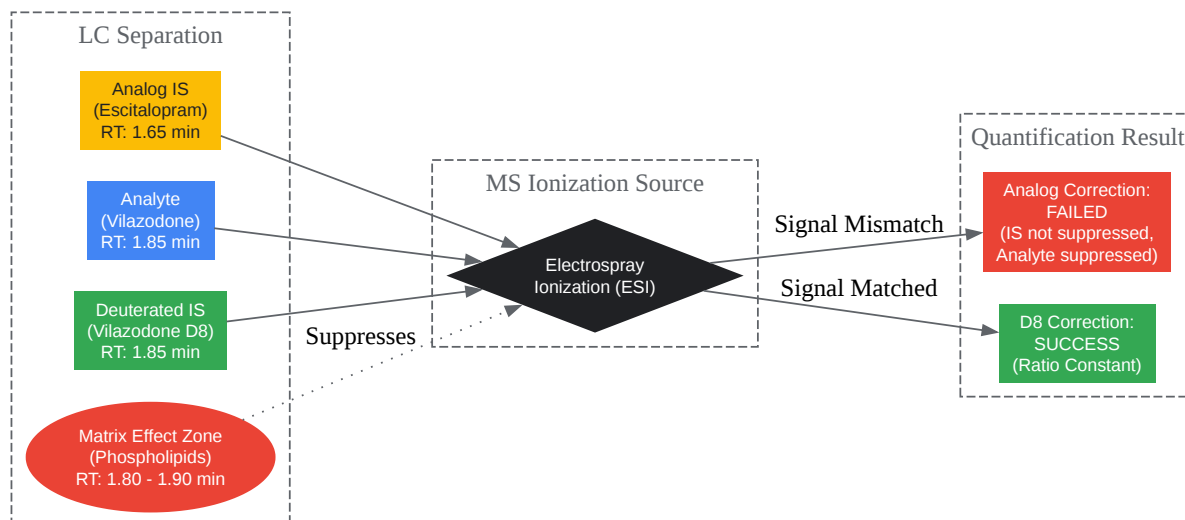 LC Separation
Analog IS
(Escitalopram)
RT: 1.65 min
Analyte
(Vilazodone)
RT: 1.85 min
Deuterated IS
(Vilazodone D8)
RT: 1.85 min
Matrix Effect Zone
(Phospholipids)
RT: 1.80 - 1.90 min
Suppresses
MS Ionization Source
Electrospray
Ionization (ESI)
Signal Mismatch
Signal Matched
Quantification Result
Analog Correction:
FAILED
(IS not suppressed,
Analyte suppressed)
D8 Correction:
SUCCESS
(Ratio Constant)